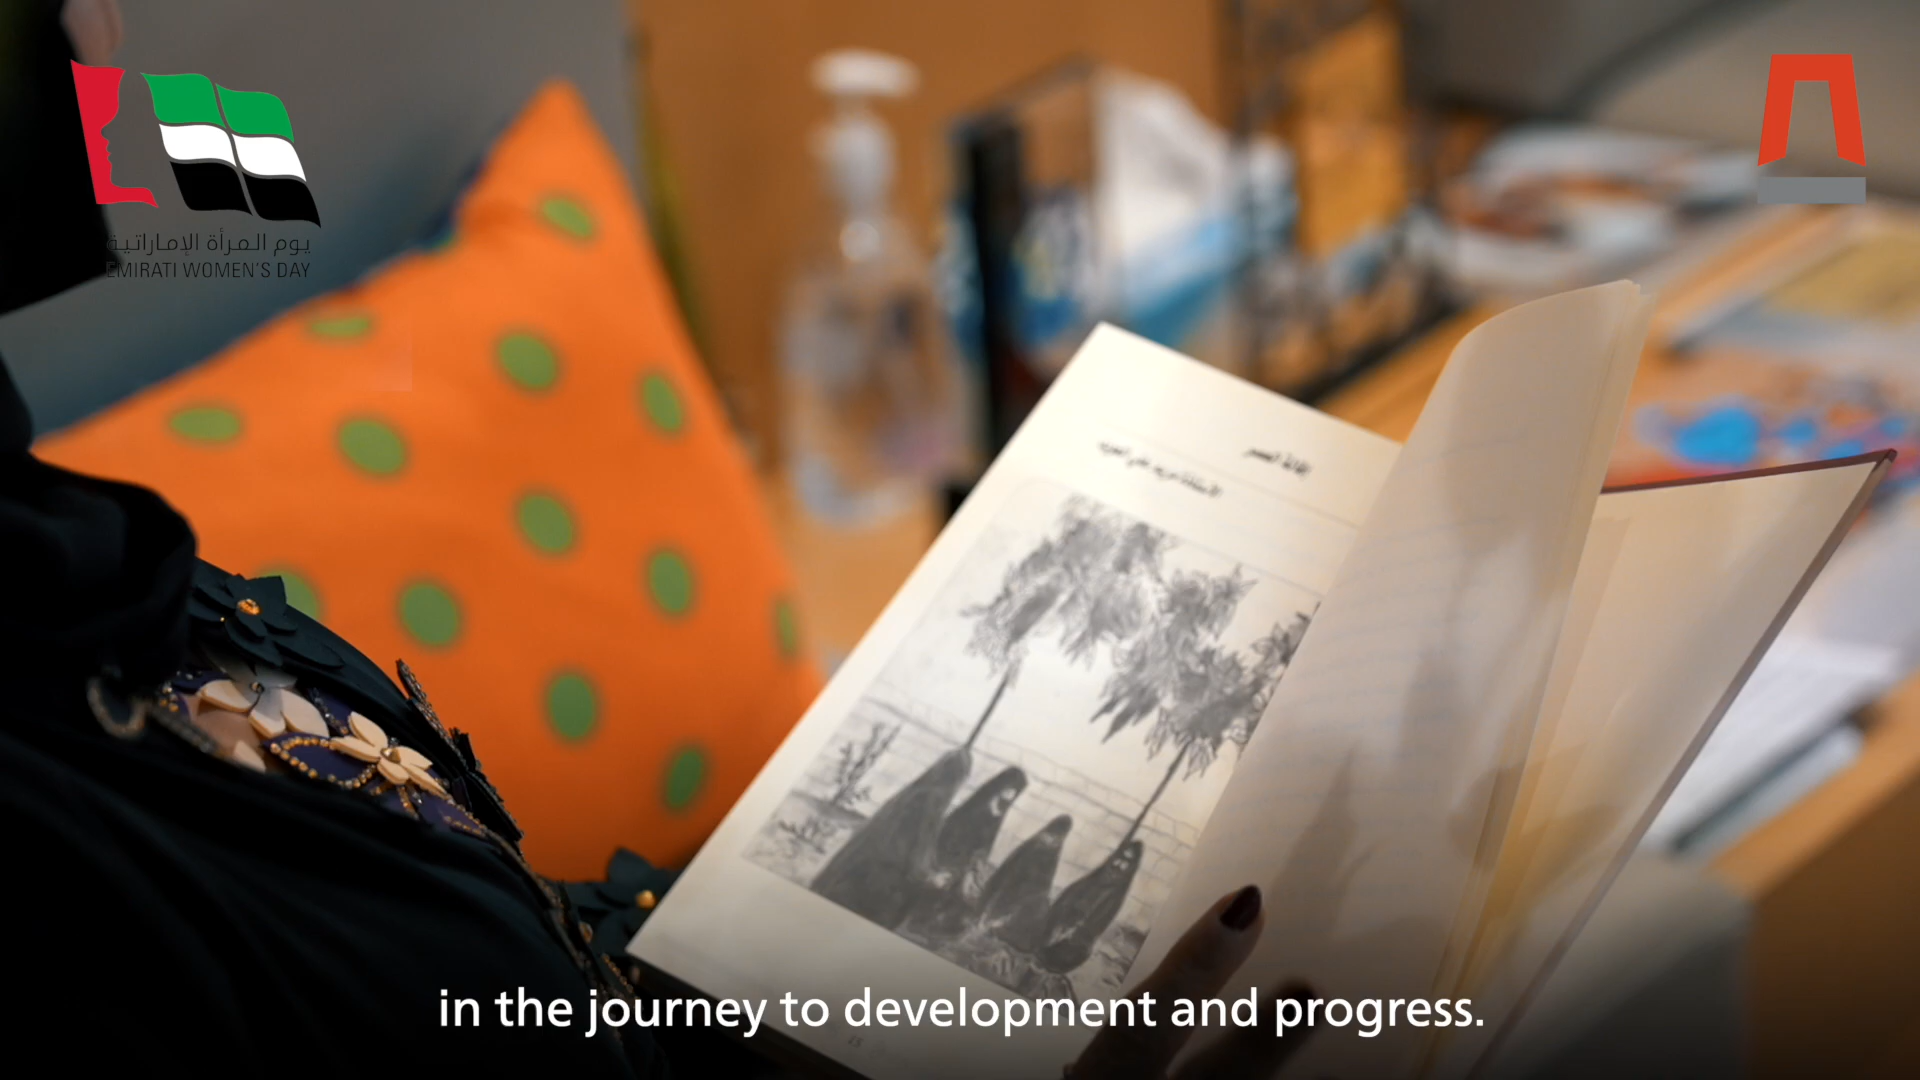 يوم المرأة الإماراتية
EMIRATI WOMEN'S DAY
in the journey to development and progress.